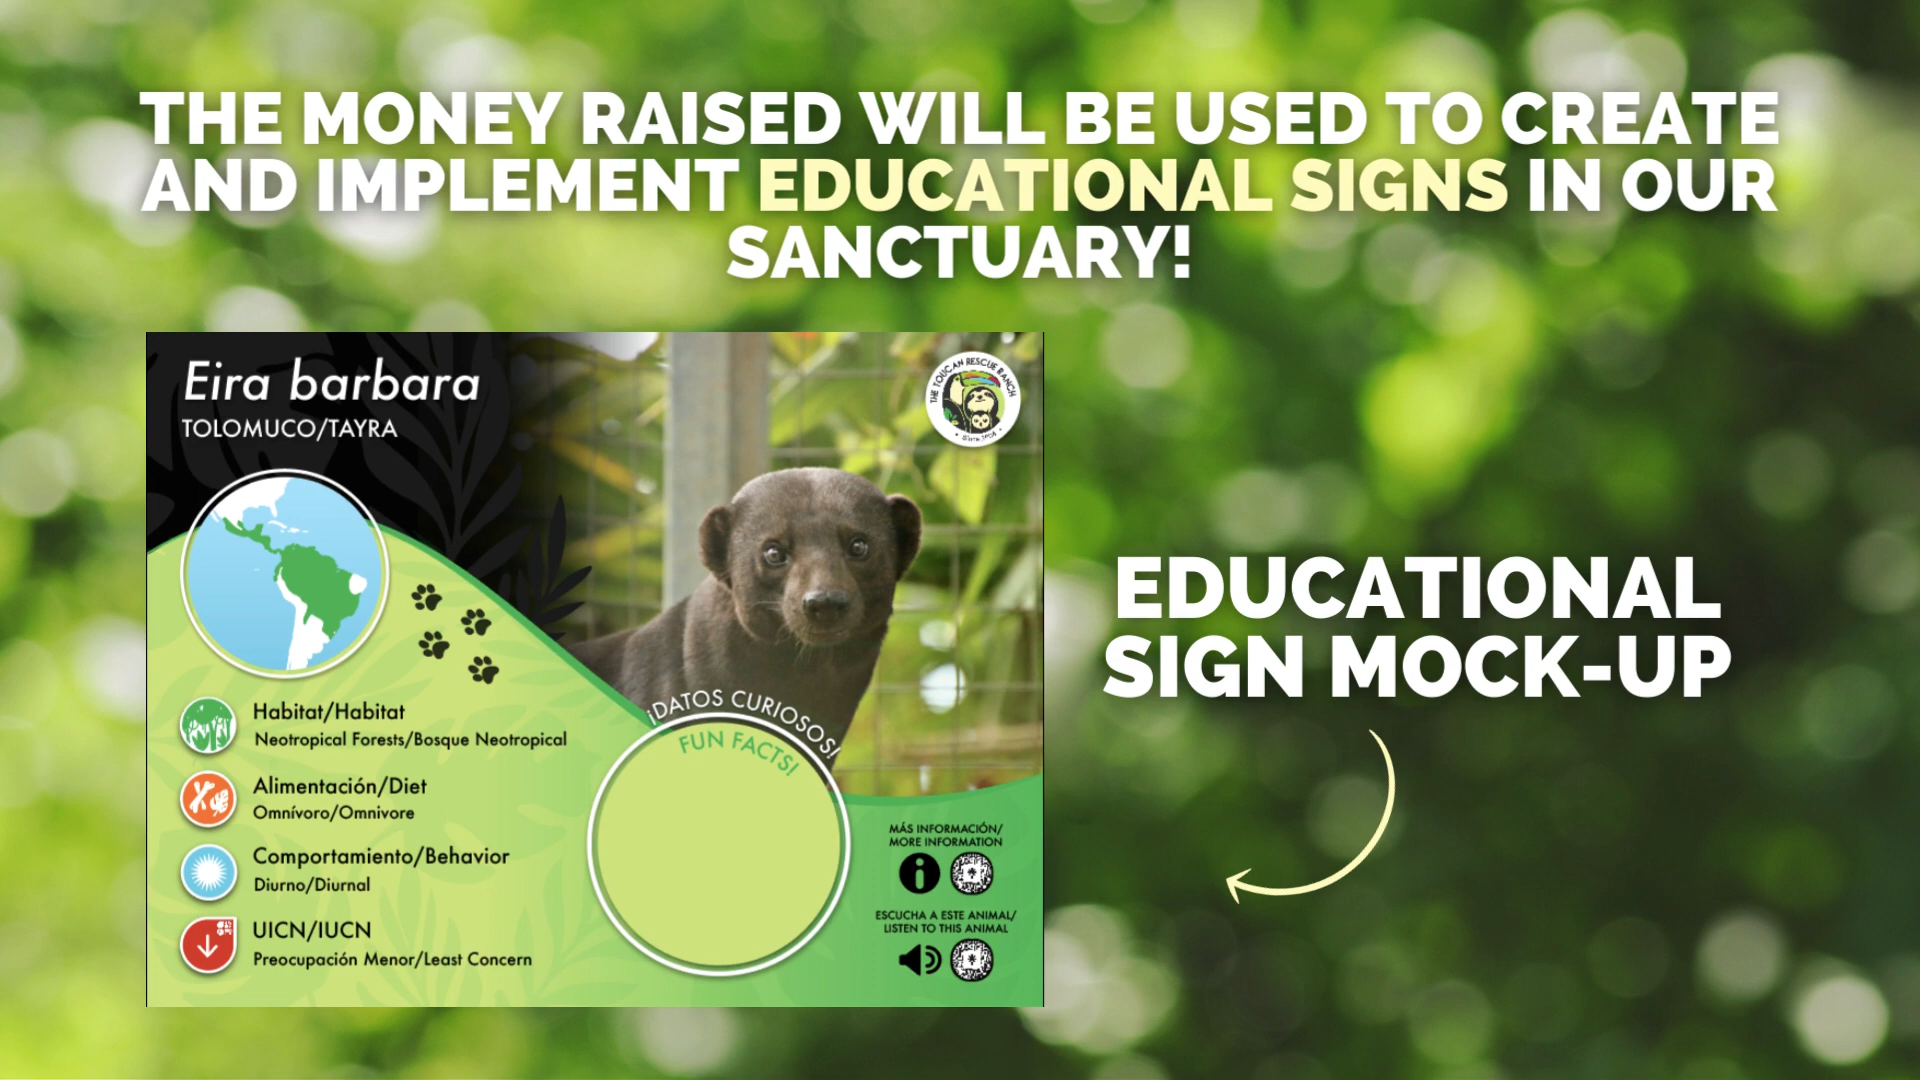 THE MONEY RAISED WILL BE USED TO CREATE
AND IMPLEMENT EDUCATIONAL SIGNS IN OUR
SANCTUARY!
Eira barbara
TOLOMUCO/TAYRA
THE TOUCAN RESCUE RANCH
• SINCE 2004 •
Habitat/Habitat
Neotropical Forests/Bosque Neotropical
Alimentación/Diet
Omnívoro/Omnivore
Comportamiento/Behavior
Diurno/Diurnal
UICN/IUCN
Preocupación Menor/Least Concern
¡DATOS CURIOSOS!
FUN FACTS!
MÁS INFORMACIÓN/
MORE INFORMATION
ESCUCHA A ESTE ANIMAL/
LISTEN TO THIS ANIMAL
EDUCATIONAL
SIGN MOCK-UP